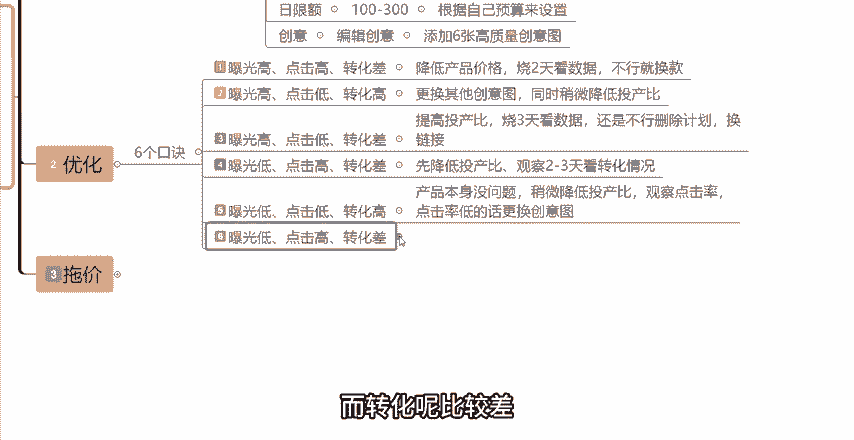 日限额 100-300 根据自己预算来设置
创意 编辑创意 添加6张高质量创意图
1 曝光高、点击高、转化差 降低产品价格，烧2天看数据，不行就换款
2 曝光高、点击低、转化高 更换其他创意图，同时稍微降低投产比
3 曝光高、点击低、转化差 提高投产比，烧3天看数据，还是不行删除计划，换
链接
2 优化
6个口诀
4 曝光低、点击低、转化差 先降低投产比、观察2-3天看转化情况
5 曝光低、点击低、转化高 产品本身没问题，稍微降低投产比，观察点击率，
点击率低的话更换创意图
6 曝光低、点击高、转化差
3 拖价
而转化呢比较差